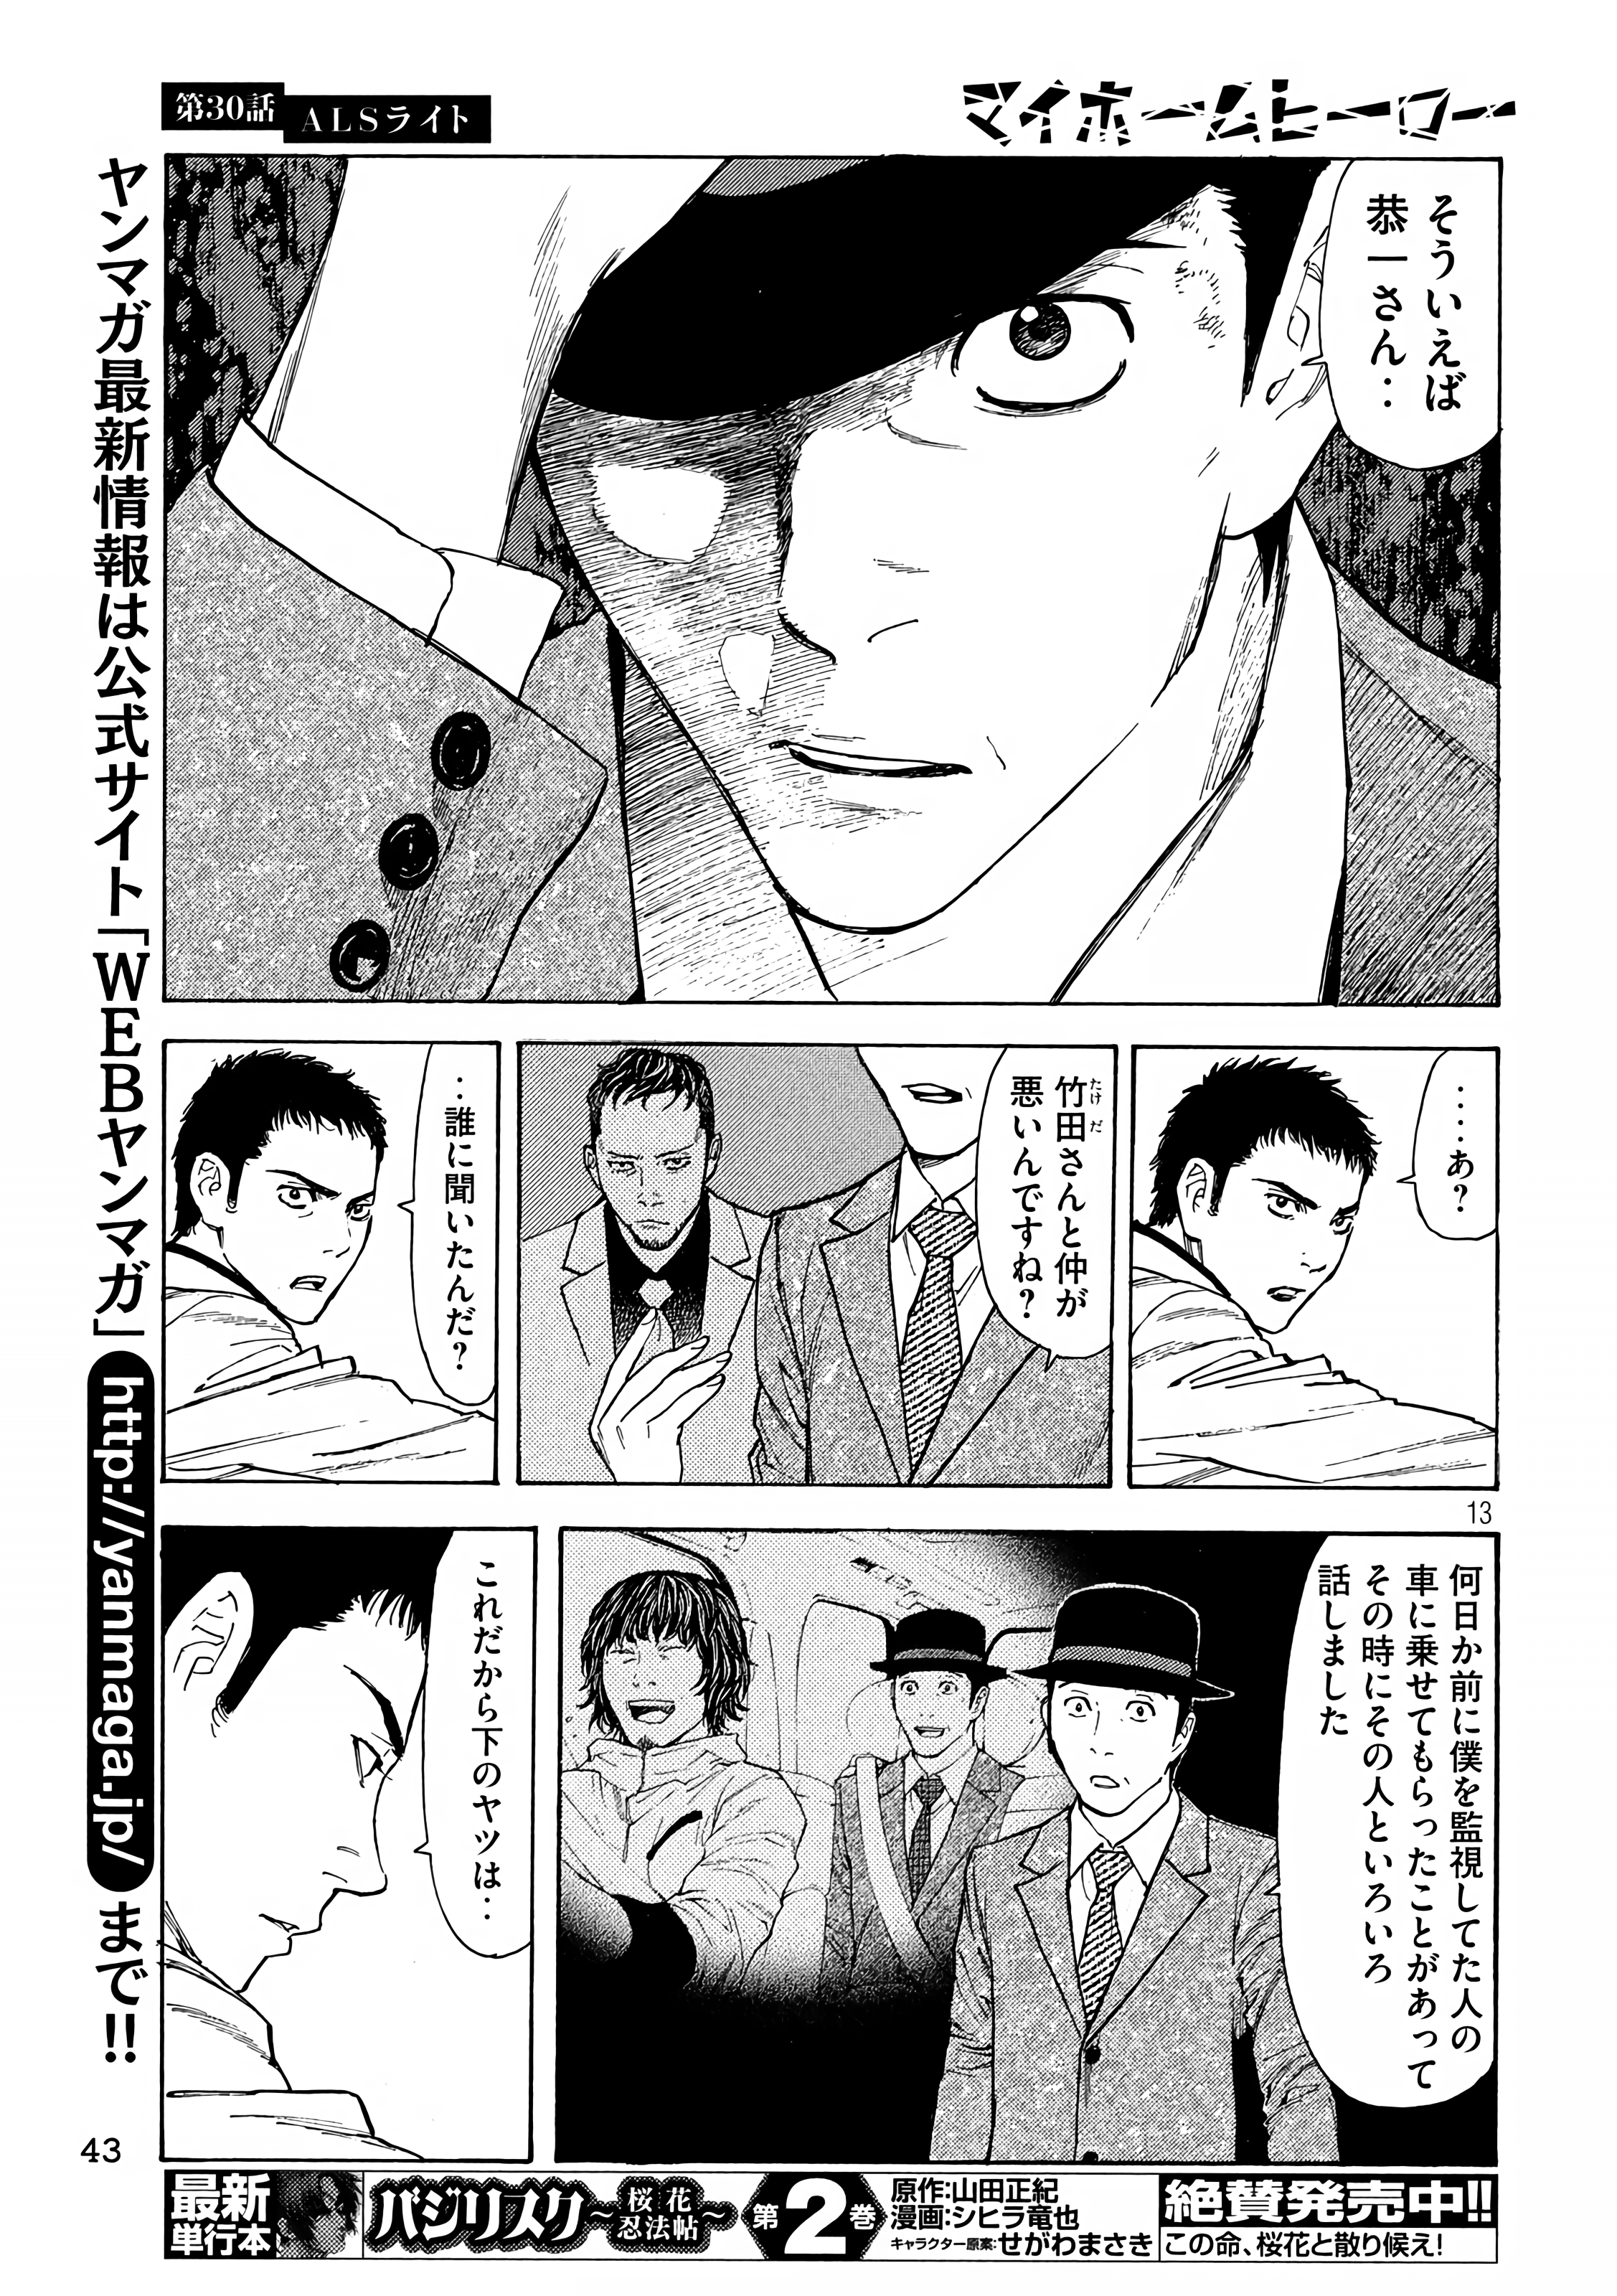 第30話
ALSライト
マイホームヒーロー
そういえば
恭一さん‥
‥‥あ?
竹田さんと仲が
たけだ
悪いんですね?
‥誰に聞いたんだ?
13
何日か前に僕を監視してた人の
車に乗せてもらったことがあって
その時にその人といろいろ
話しました
これだから下のヤツは‥
ヤンマガ最新情報は公式サイト「WEBヤンマガ」http://yanmaga.jp/まで!!
43
最新
単行本
バジリスク
~桜花忍法帖~
第2巻
原作:山田正紀
漫画:シヒラ竜也
キャラクター原案:せがわまさき
絶賛発売中!!
この命、桜花と散り候え!